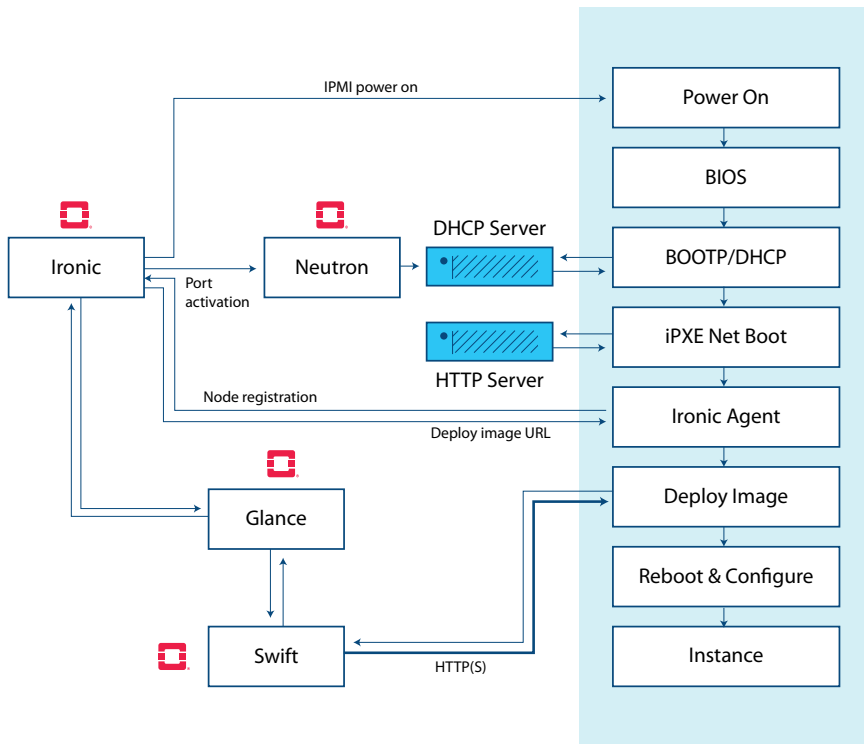 IPMI power on
Power On
BIOS
DHCP Server
Ironic
Neutron
BOOTP/DHCP
Port
activation
iPXE Net Boot
HTTP Server
Node registration
Ironic Agent
Deploy image URL
Deploy Image
Glance
Reboot & Configure
Swift
Instance
HTTP(S)